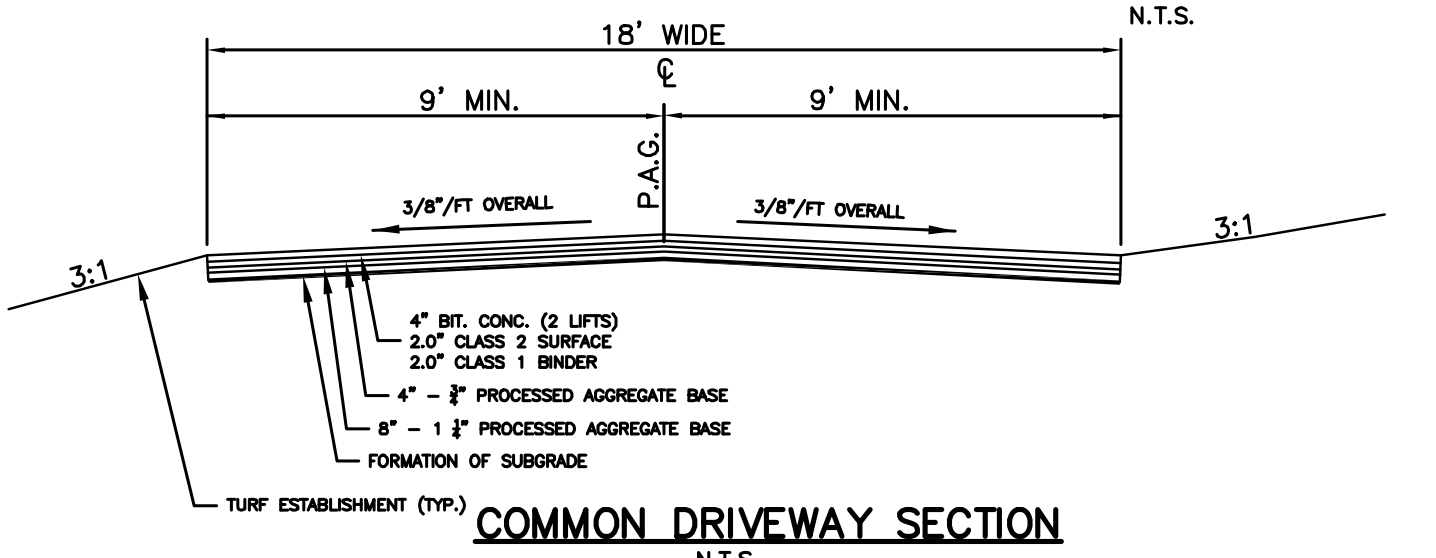 N.T.S.
18' WIDE
℄
9' MIN.
9' MIN.
P.A.G.
3/8"/FT OVERALL
3/8"/FT OVERALL
3:1
3:1
4" BIT. CONC. (2 LIFTS)
2.0" CLASS 2 SURFACE
2.0" CLASS 1 BINDER
4" - 3/4" PROCESSED AGGREGATE BASE
8" - 1 1/4" PROCESSED AGGREGATE BASE
FORMATION OF SUBGRADE
TURF ESTABLISHMENT (TYP.)
COMMON DRIVEWAY SECTION
N.T.S.